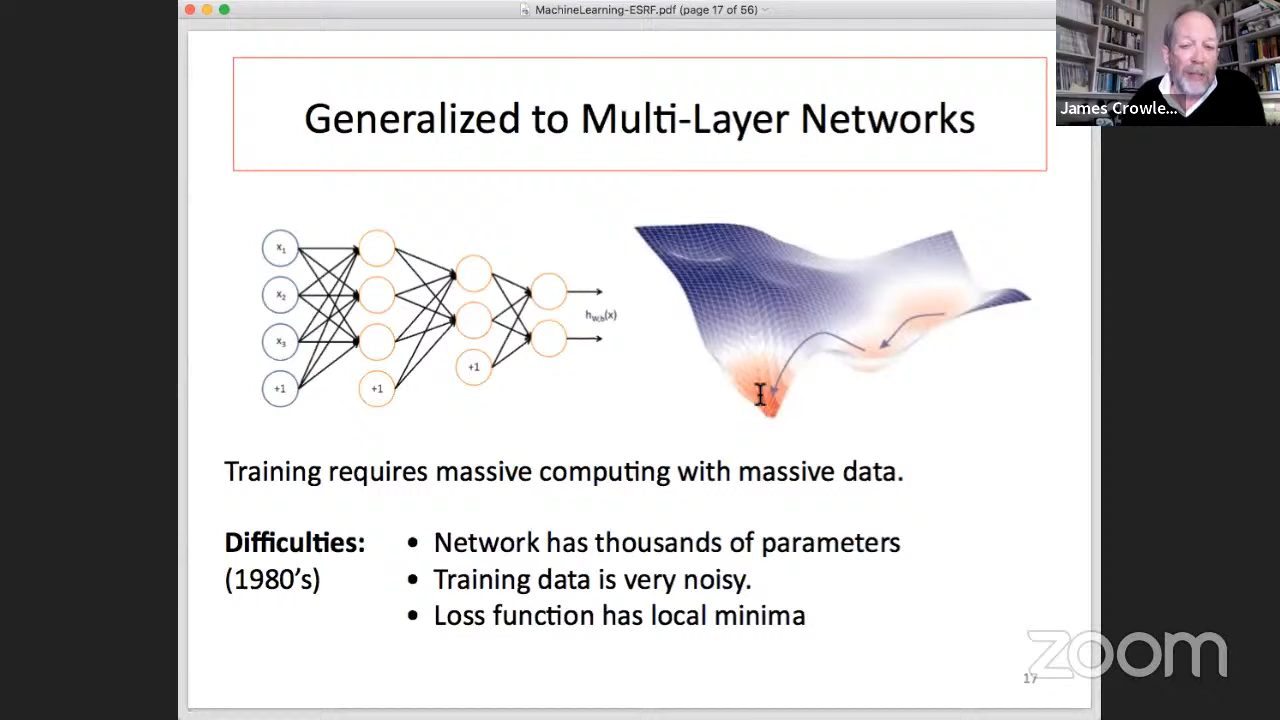 MachineLearning-ESRF.pdf (page 17 of 56)
James Crowle...
Generalized to Multi-Layer Networks
x1
x2
x3
+1
+1
+1
hW,b(x)
Training requires massive computing with massive data.
Difficulties:
(1980's)
• Network has thousands of parameters
• Training data is very noisy.
• Loss function has local minima
zoom
17